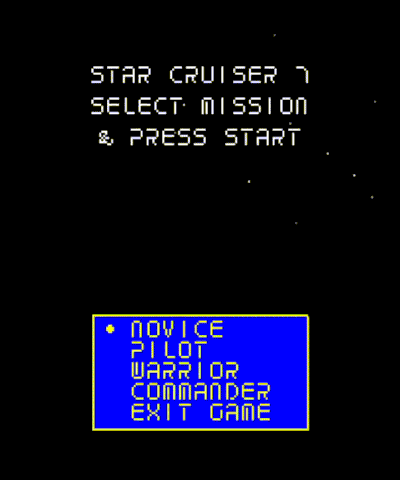 STAR CRUISER 7
SELECT MISSION
& PRESS START
NOVICE
PILOT
WARRIOR
COMMANDER
EXIT GAME